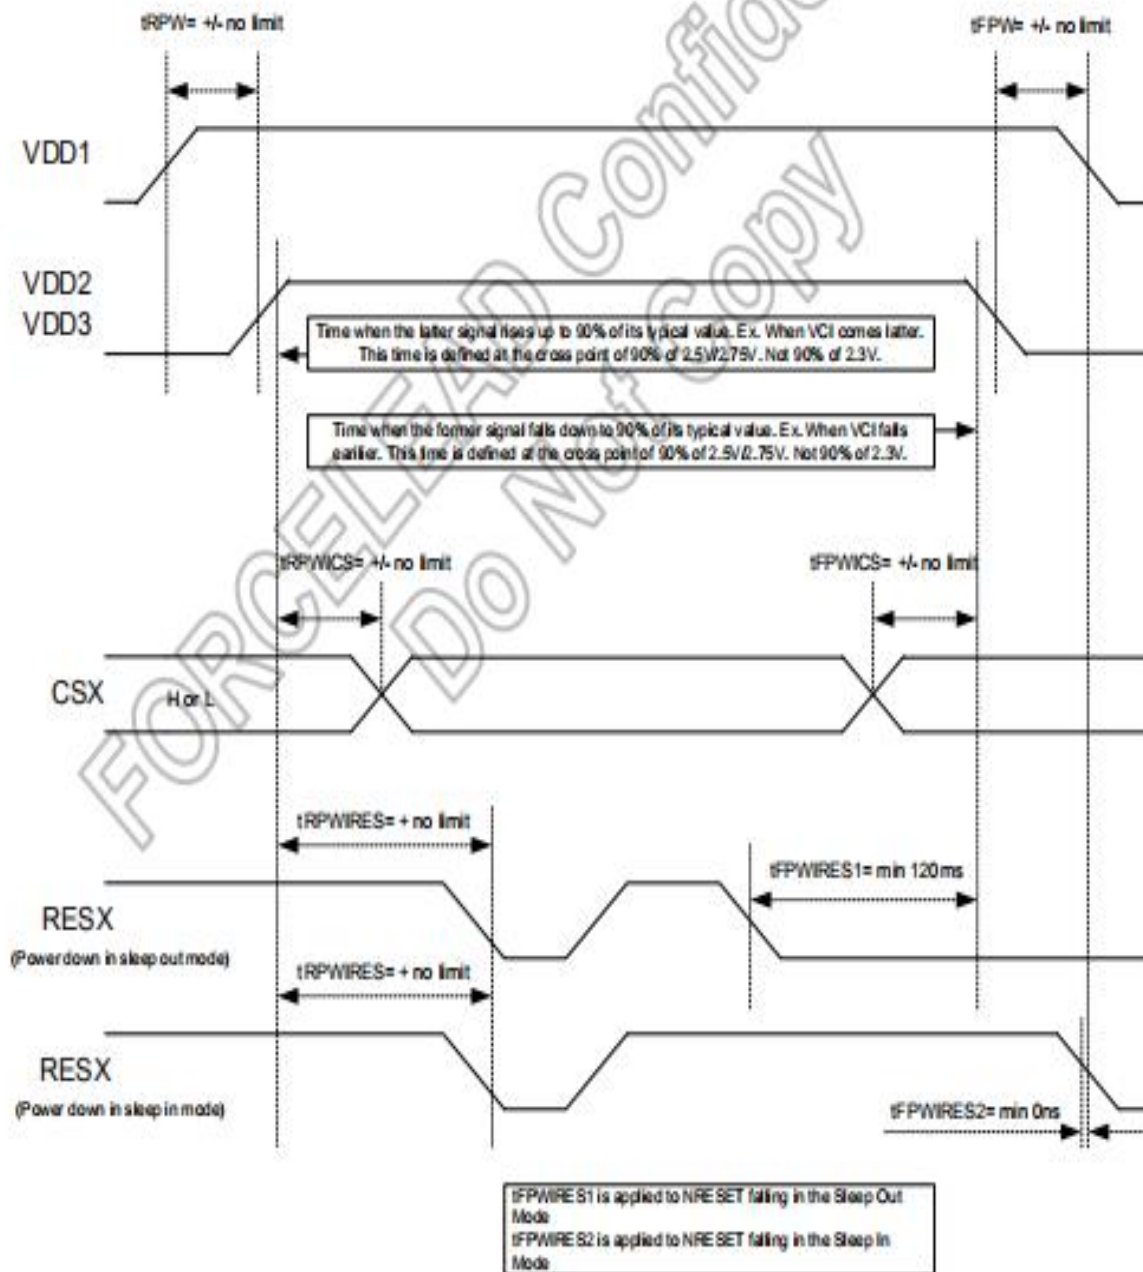 tRPW= +/- no limit
tFPW= +/- no limit
VDD1
VDD2
VDD3
Time when the latter signal rises up to 90% of its typical value. Ex. When VCI comes latter.
This time is defined at the cross point of 90% of 2.5V/2.75V. Not 90% of 2.3V.
Time when the former signal falls down to 90% of its typical value. Ex. When VCI falls
earlier. This time is defined at the cross point of 90% of 2.5V/2.75V. Not 90% of 2.3V.
tRPWICS= +/- no limit
tFPWICS= +/- no limit
CSX
H or L
tRPWIRES= + no limit
tFPWIRES1= min 120ms
RESX
(Power down in sleep out mode)
tRPWIRES= + no limit
RESX
(Power down in sleep in mode)
tFPWIRES2= min 0ns
tFPWIRES1 is applied to NRESET falling in the Sleep Out
Mode
tFPWIRES2 is applied to NRESET falling in the Sleep In
Mode
FORCELEAD
Do Not Copy